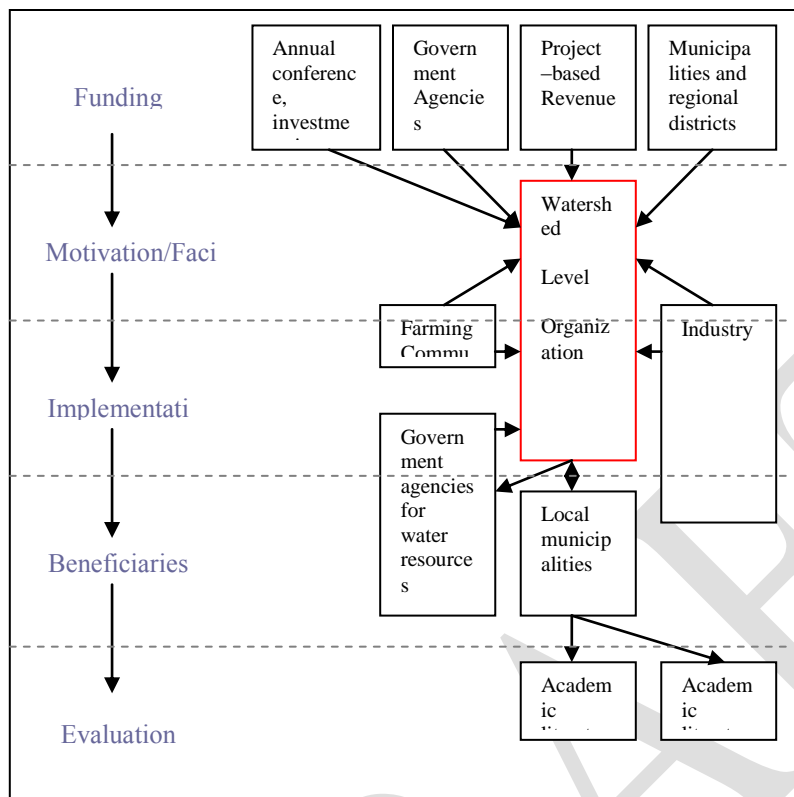 Funding
Annual
conferenc
e,
investme
Govern
ment
Agencie
s
Project
–based
Revenue
Municipa
lities and
regional
districts
Motivation/Faci
Watersh
ed
Level
Organiz
ation
Farming
Commu
Industry
Implementati
Govern
ment
agencies
for
water
resource
s
Beneficiaries
Local
municip
alities
Evaluation
Academ
ic
Academ
ic